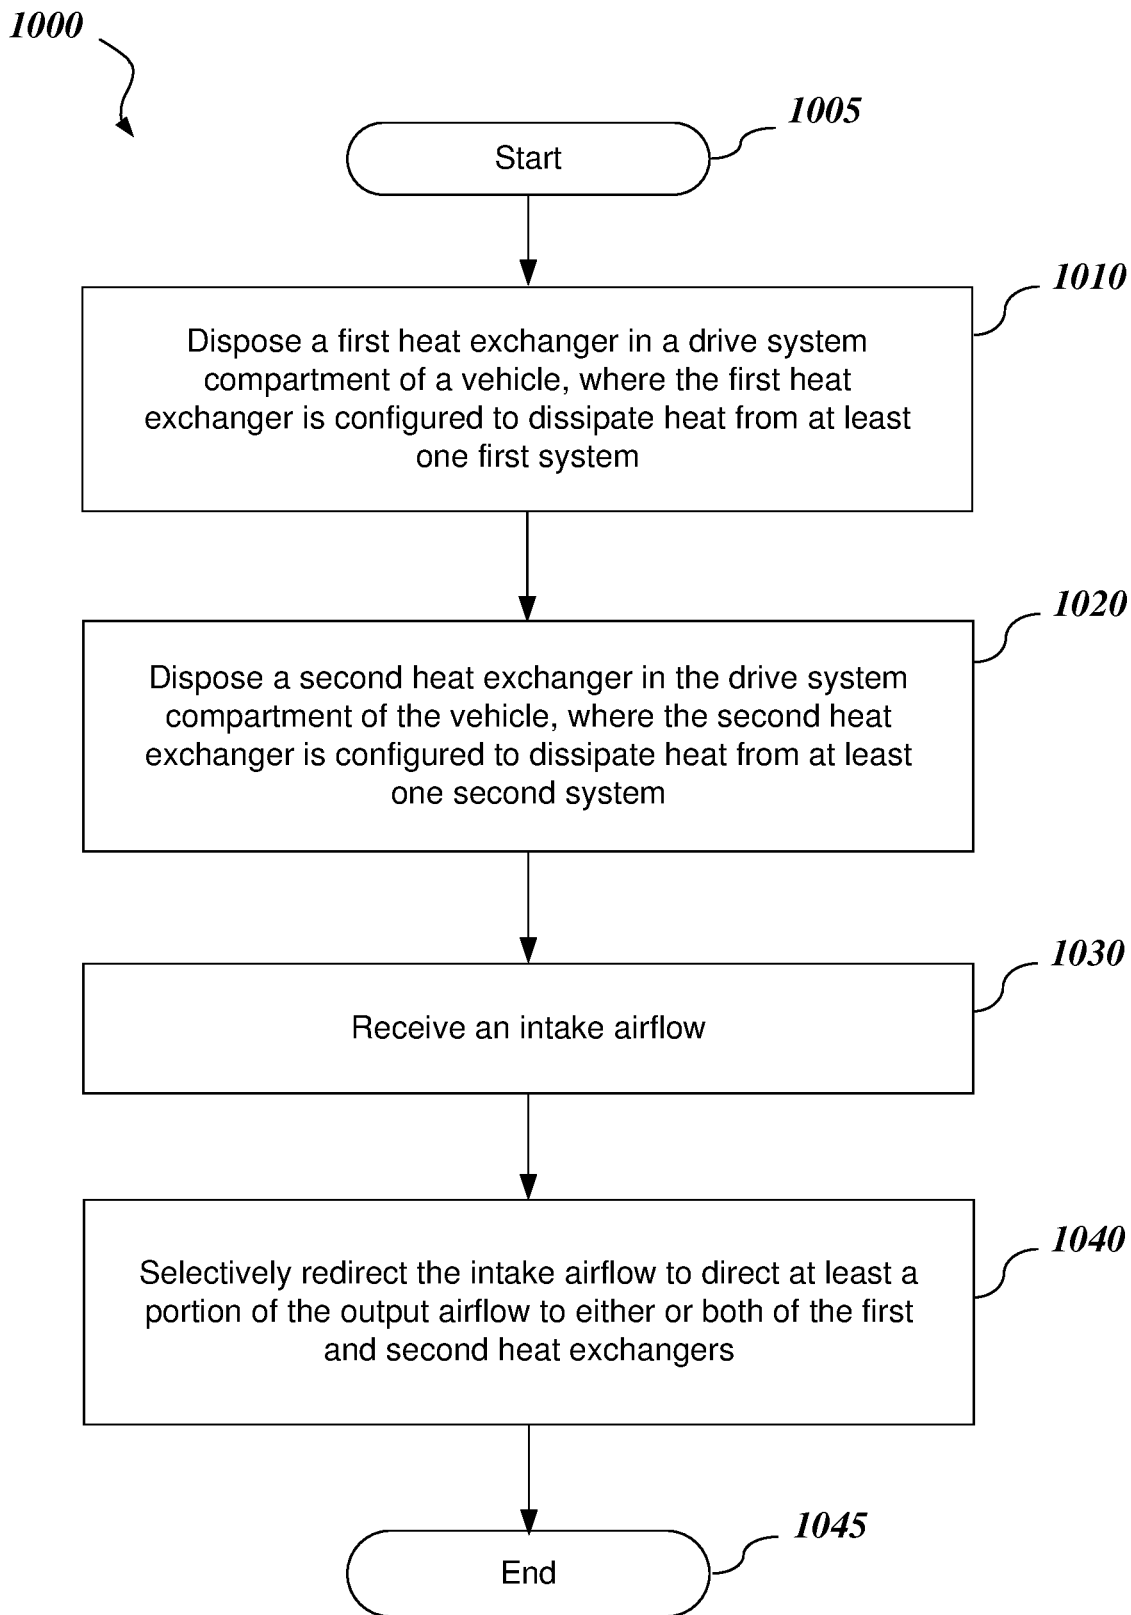 1000
1005
Start
1010
Dispose a first heat exchanger in a drive system
compartment of a vehicle, where the first heat
exchanger is configured to dissipate heat from at least
one first system
1020
Dispose a second heat exchanger in the drive system
compartment of the vehicle, where the second heat
exchanger is configured to dissipate heat from at least
one second system
1030
Receive an intake airflow
1040
Selectively redirect the intake airflow to direct at least a
portion of the output airflow to either or both of the first
and second heat exchangers
1045
End